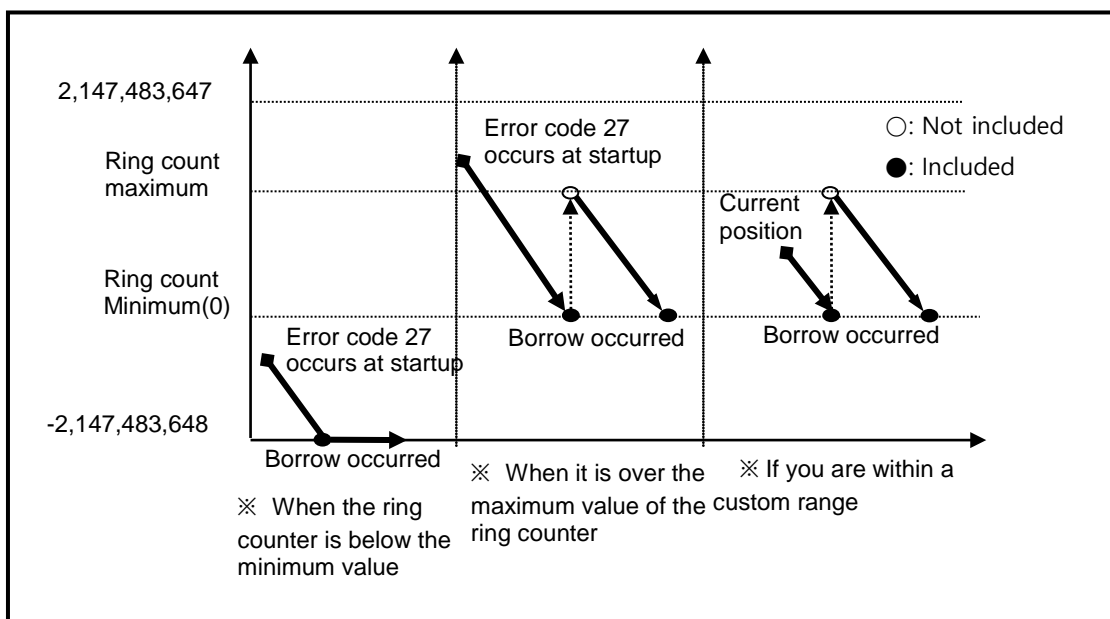 2,147,483,647
Ring count
maximum
Ring count
Minimum(0)
-2,147,483,648
Error code 27
occurs at startup
Borrow occurred
※ When the ring
counter is below the
minimum value
Error code 27
occurs at startup
Borrow occurred
※ When it is over the
maximum value of the
ring counter
○: Not included
●: Included
Current
position
Borrow occurred
※ If you are within a
custom range